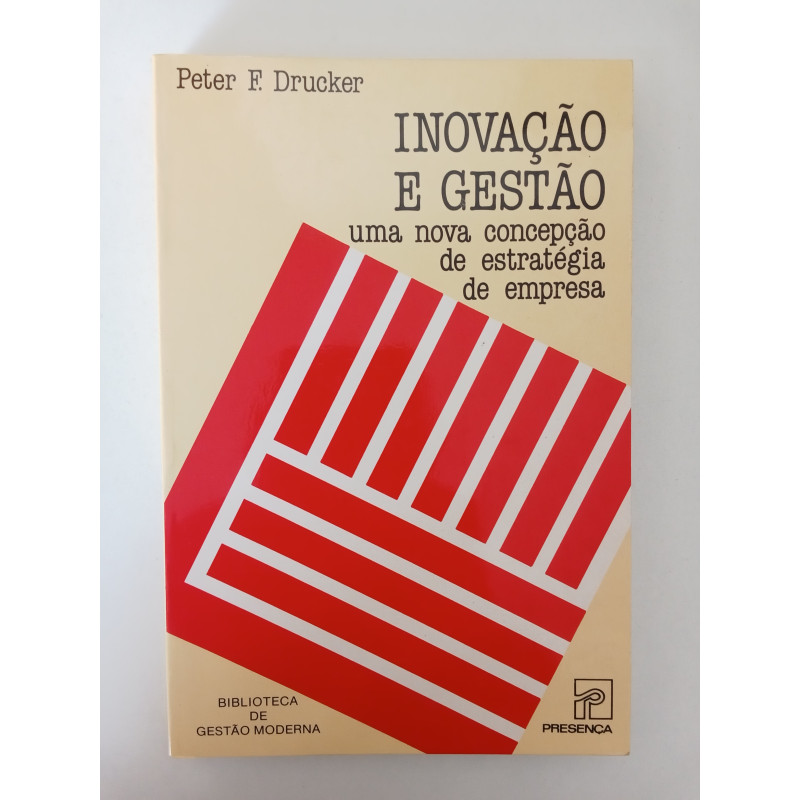 Peter F. Drucker
INOVAÇÃO
E GESTÃO
uma nova concepção
de estratégia
de empresa
BIBLIOTECA
DE
GESTÃO MODERNA
PRESENÇA